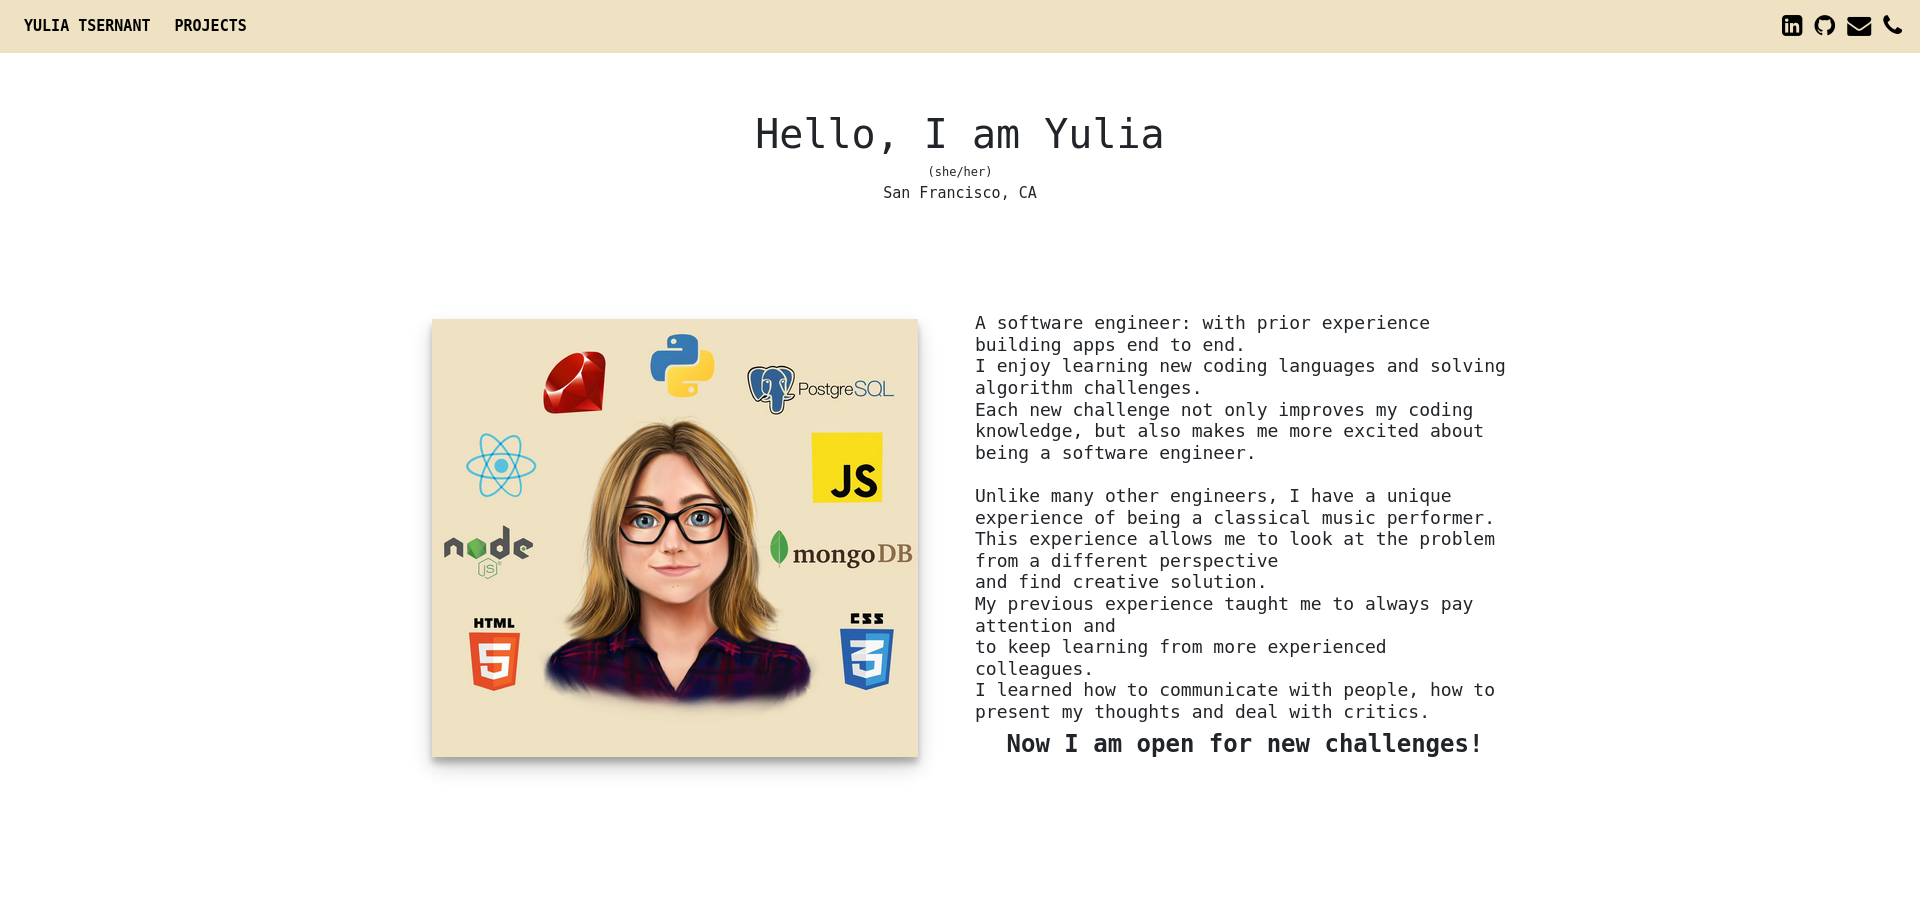 YULIA TSERNANT PROJECTS
Hello, I am Yulia
(she/her)
San Francisco, CA
PostgreSQL
JS
node
JS
mongoDB
HTML
5
CSS
3
A software engineer: with prior experience
building apps end to end.
I enjoy learning new coding languages and solving
algorithm challenges.
Each new challenge not only improves my coding
knowledge, but also makes me more excited about
being a software engineer.
Unlike many other engineers, I have a unique
experience of being a classical music performer.
This experience allows me to look at the problem
from a different perspective
and find creative solution.
My previous experience taught me to always pay
attention and
to keep learning from more experienced
colleagues.
I learned how to communicate with people, how to
present my thoughts and deal with critics.
Now I am open for new challenges!